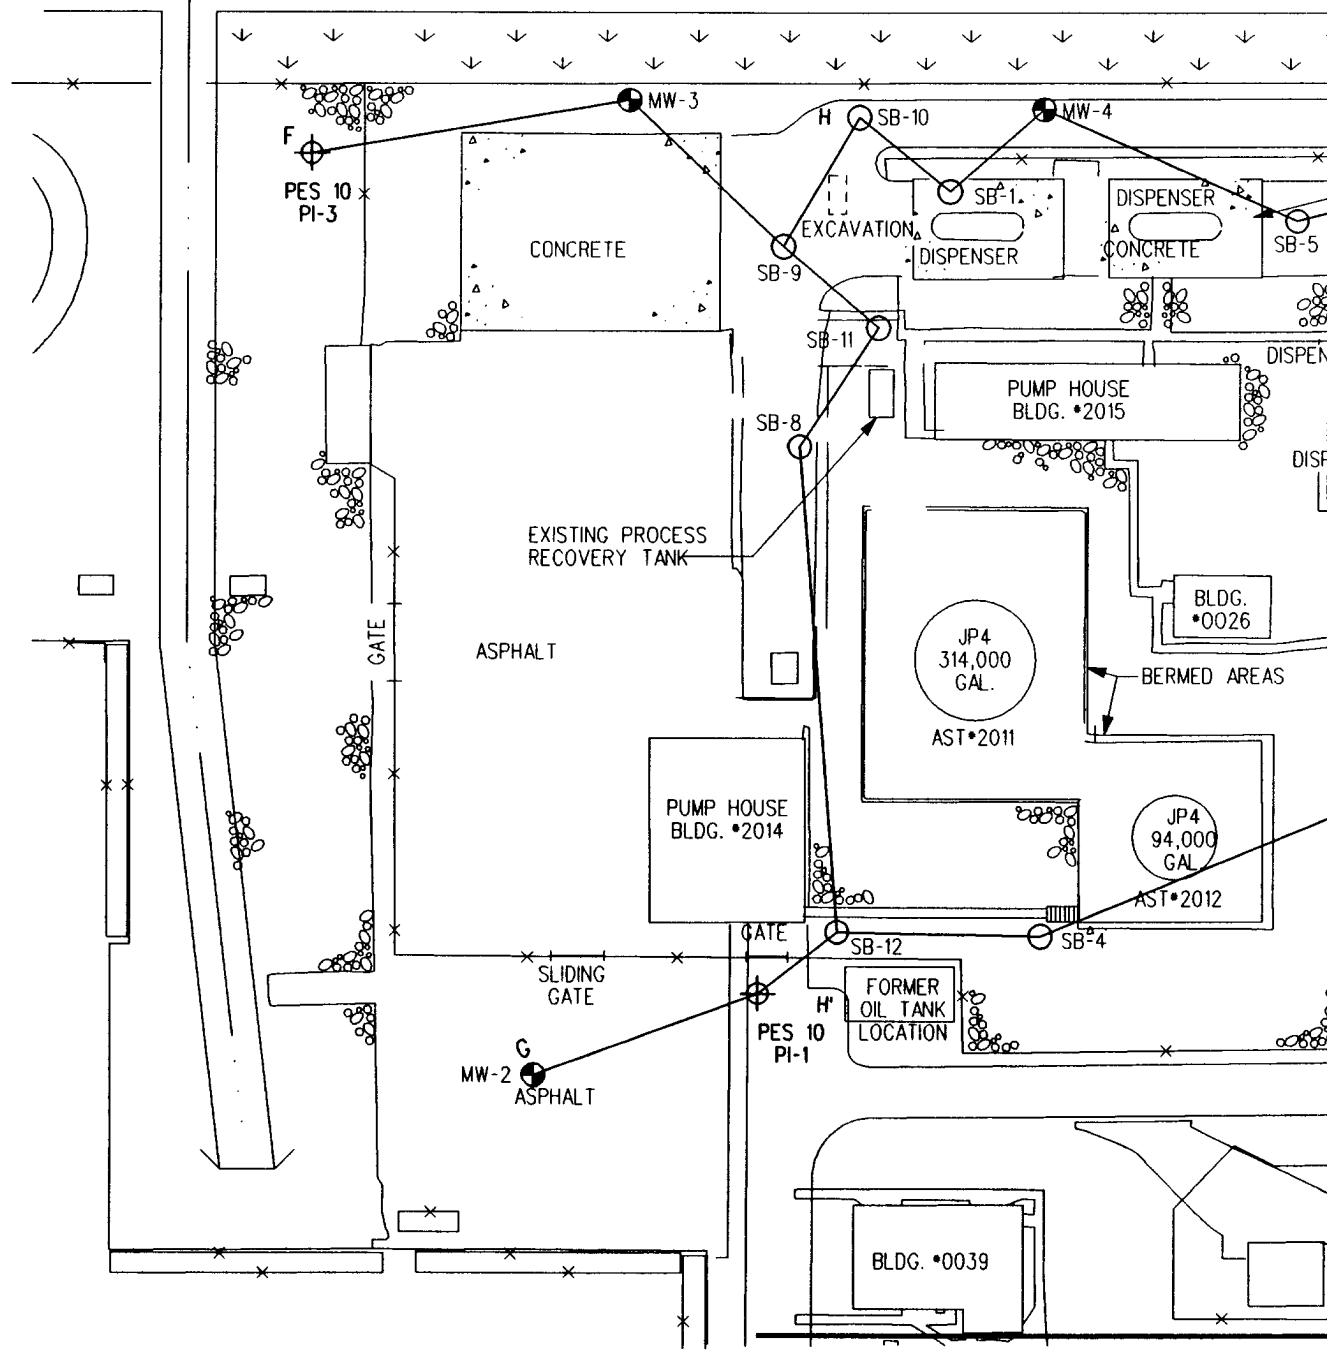 MW-3
H
SB-10
MW-4
F
PES 10
PI-3
SB-1
DISPENSER
CONCRETE
EXCAVATION
DISPENSER
CONCRETE
SB-5
SB-9
SB-11
DISPEN
PUMP HOUSE
BLDG. #2015
SB-8
DISP
EXISTING PROCESS
RECOVERY TANK
BLDG.
#0026
GATE
ASPHALT
JP4
314,000
GAL.
BERMED AREAS
AST#2011
PUMP HOUSE
BLDG. #2014
JP4
94,000
GAL.
AST#2012
GATE
SB-12
SB-4
SLIDING
GATE
FORMER
OIL TANK
LOCATION
H'
PES 10
PI-1
G
MW-2
ASPHALT
BLDG. #0039